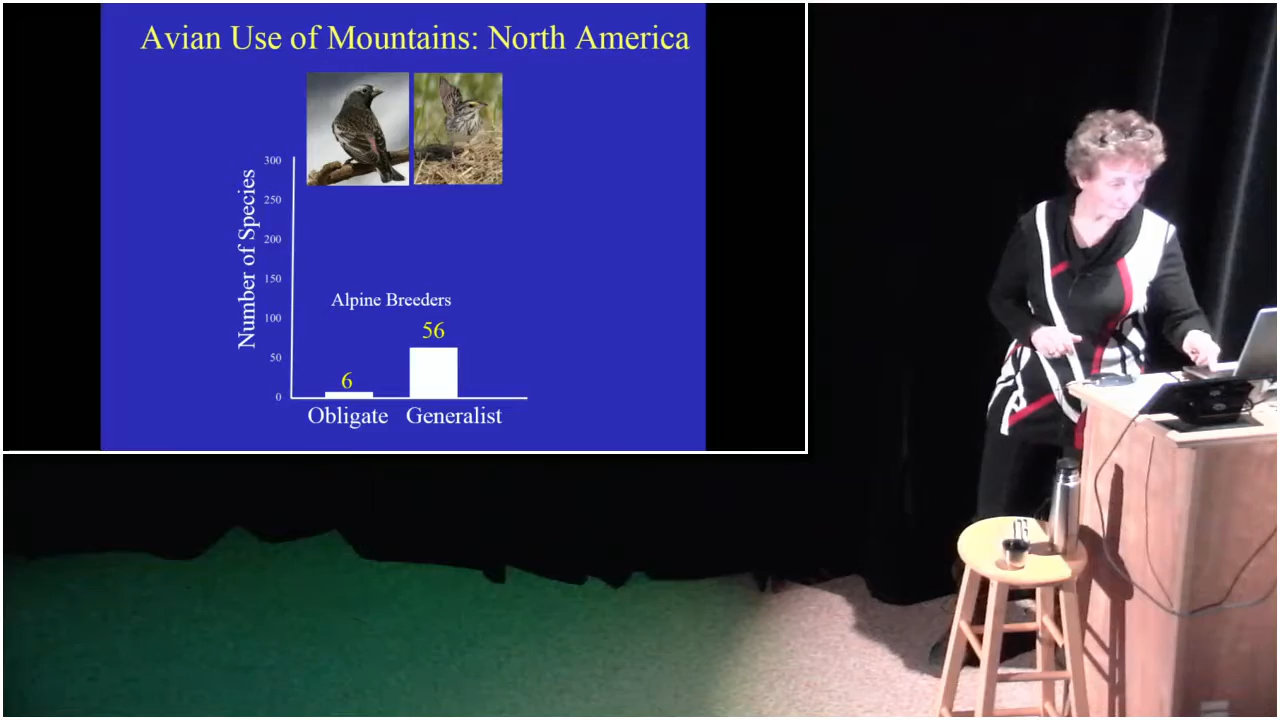 Avian Use of Mountains: North America
Number of Species
300
250
200
150
100
50
0
Alpine Breeders
6
56
Obligate
Generalist